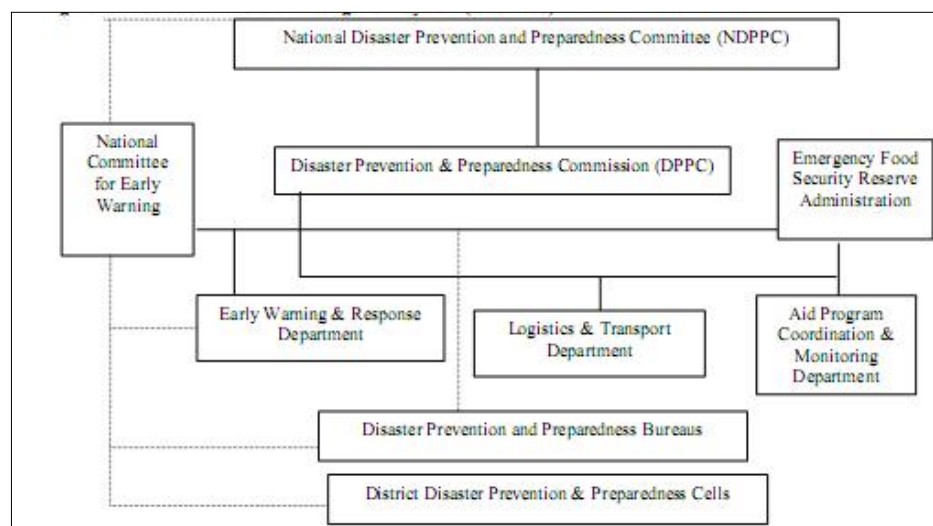 National Disaster Prevention and Preparedness Committee (NDPPC)
National
Committee
for Early
Warning
Disaster Prevention & Preparedness Commission (DPPC)
Emergency Food
Security Reserve
Administration
Early Warning & Response
Department
Logistics & Transport
Department
Aid Program
Coordination &
Monitoring
Department
Disaster Prevention and Preparedness Bureaus
District Disaster Prevention & Preparedness Cells